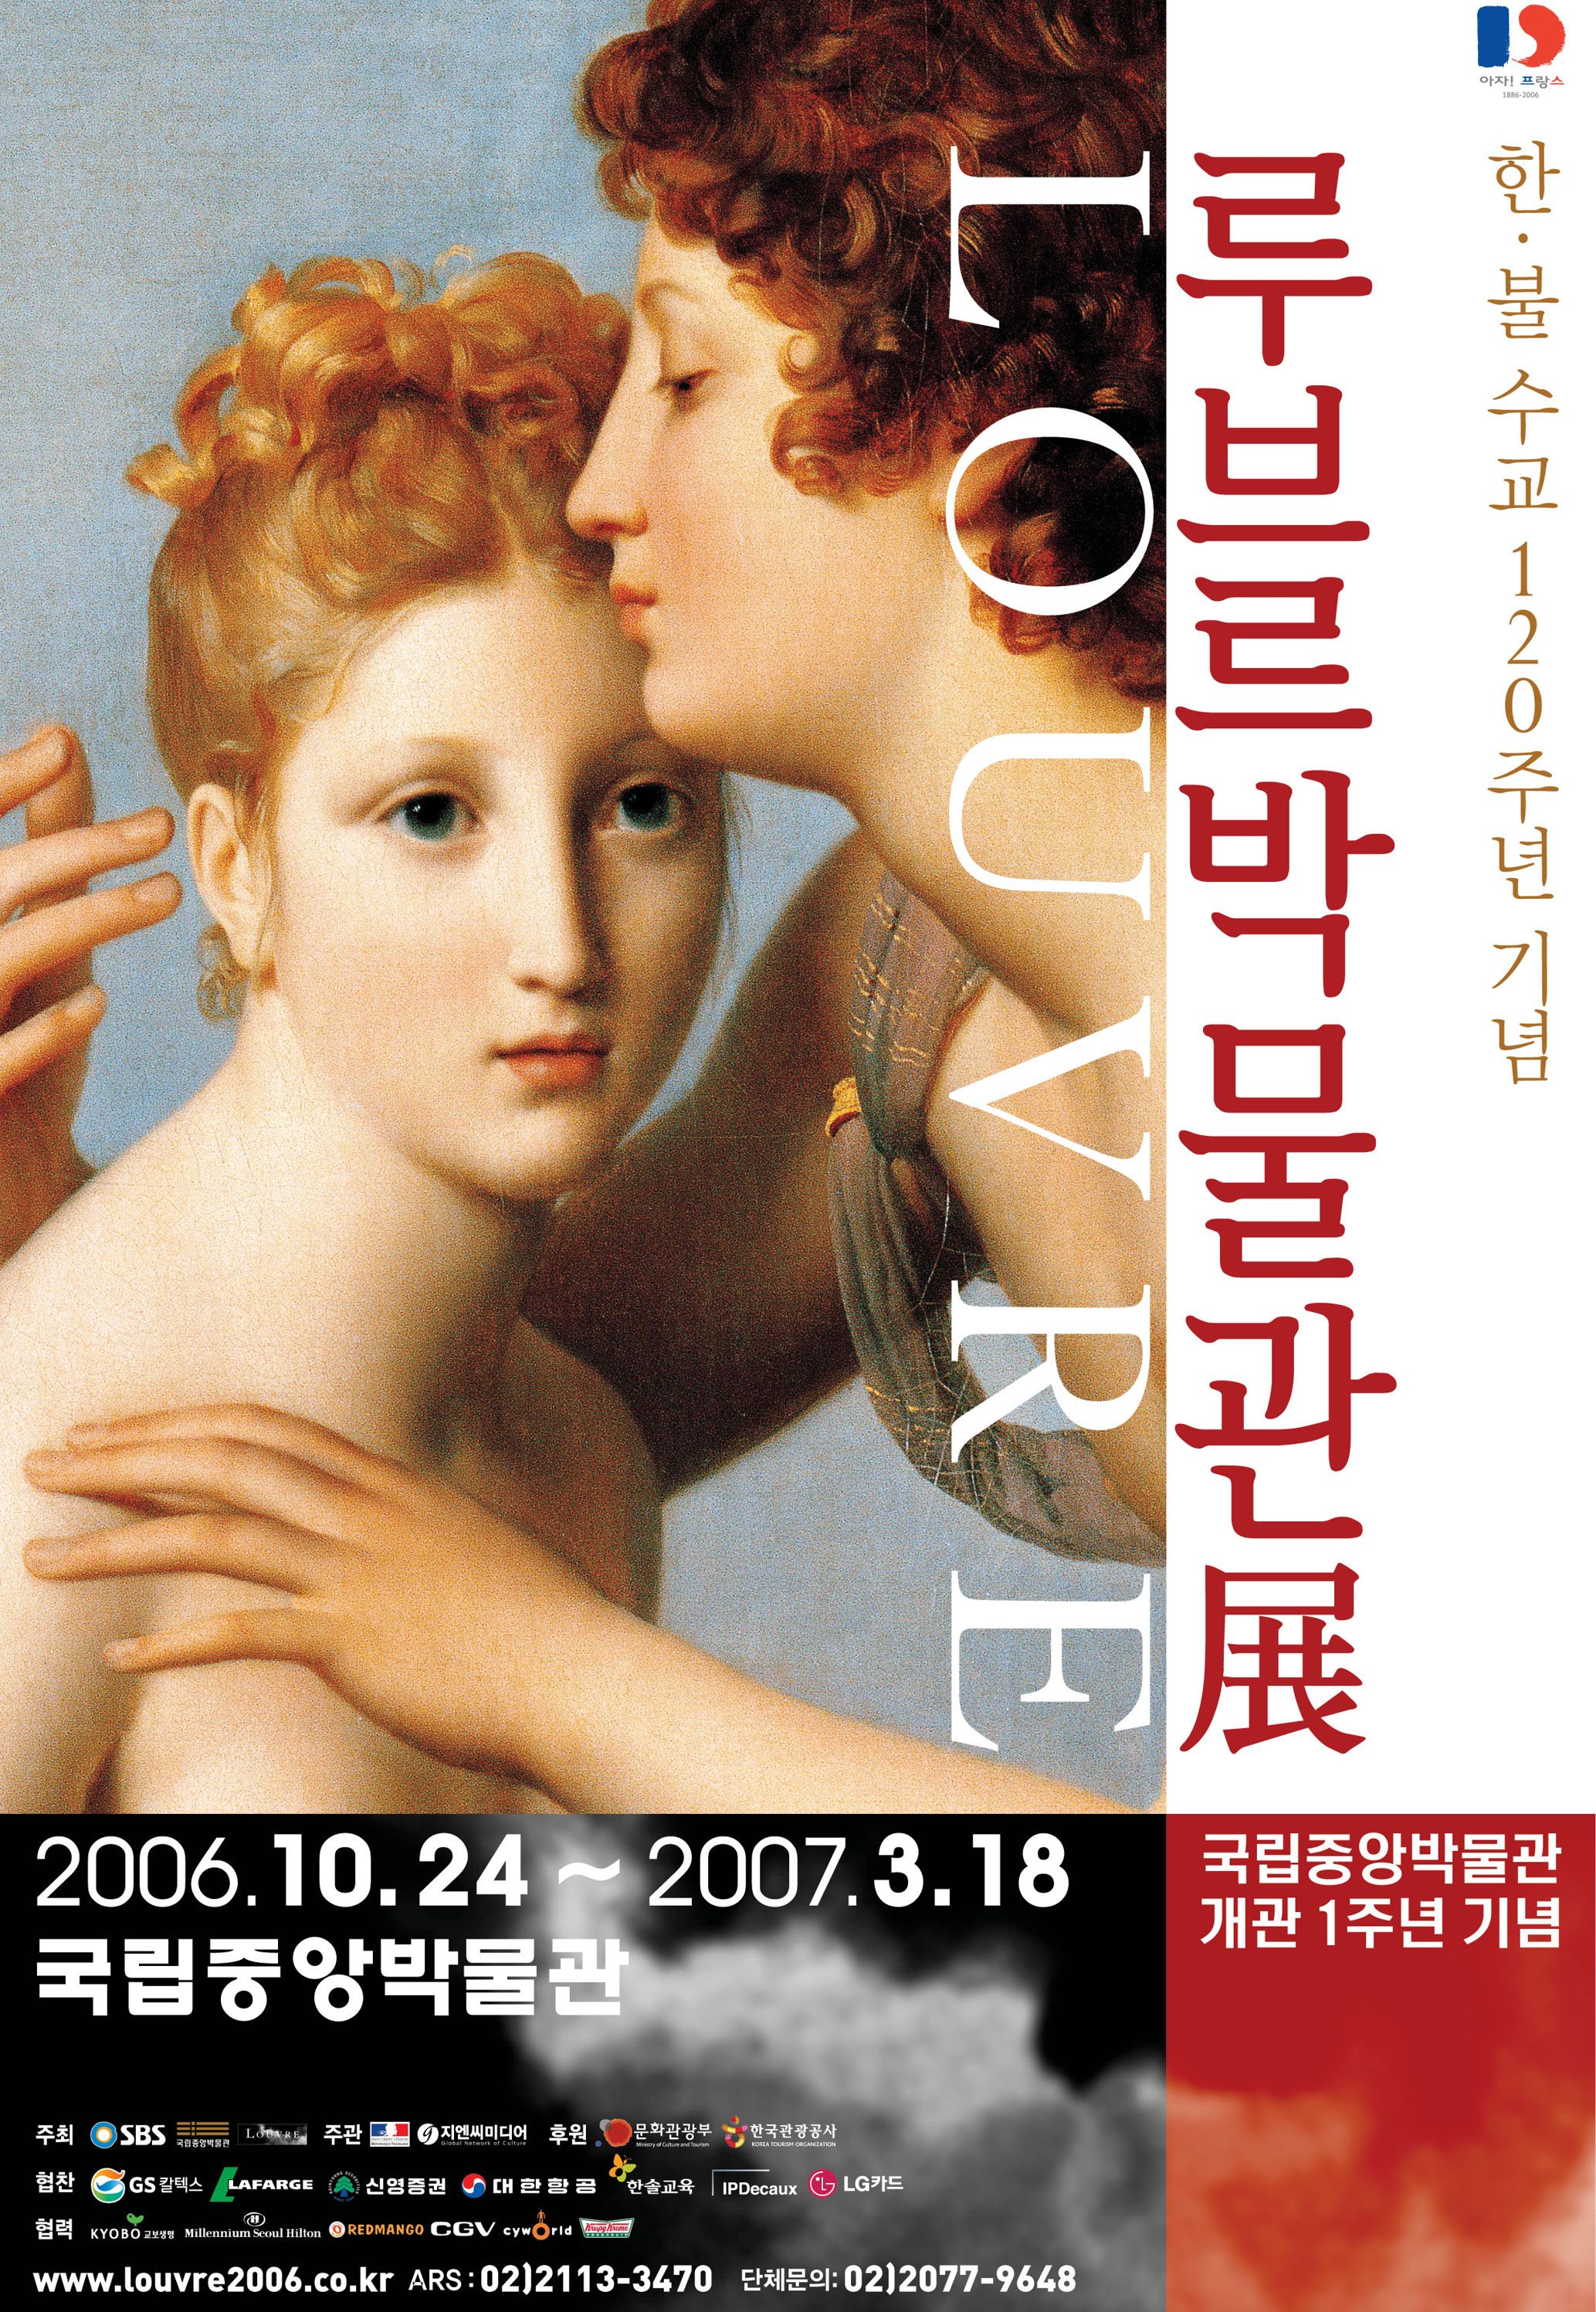 아자! 프랑스
1886-2006
한·불 수교 120주년 기념
루브르박물관展
LOUVRE
2006.10.24 ~ 2007.3.18
국립중앙박물관
국립중앙박물관
개관 1주년 기념
주최 SBS 국립중앙박물관 LOUVRE 주관 지엔씨미디어 Global Network of Culture 후원 문화관광부 Ministry of Culture and Tourism 한국관광공사 KOREA TOURISM ORGANIZATION
협찬 GS칼텍스 LAFARGE 신영증권 대한항공 한솔교육 IPDecaux LG카드
협력 KYOBO 교보생명 Millennium Seoul Hilton REDMANGO CGV cyworld Krispy Kreme
www.louvre2006.co.kr ARS : 02)2113-3470 단체문의: 02)2077-9648